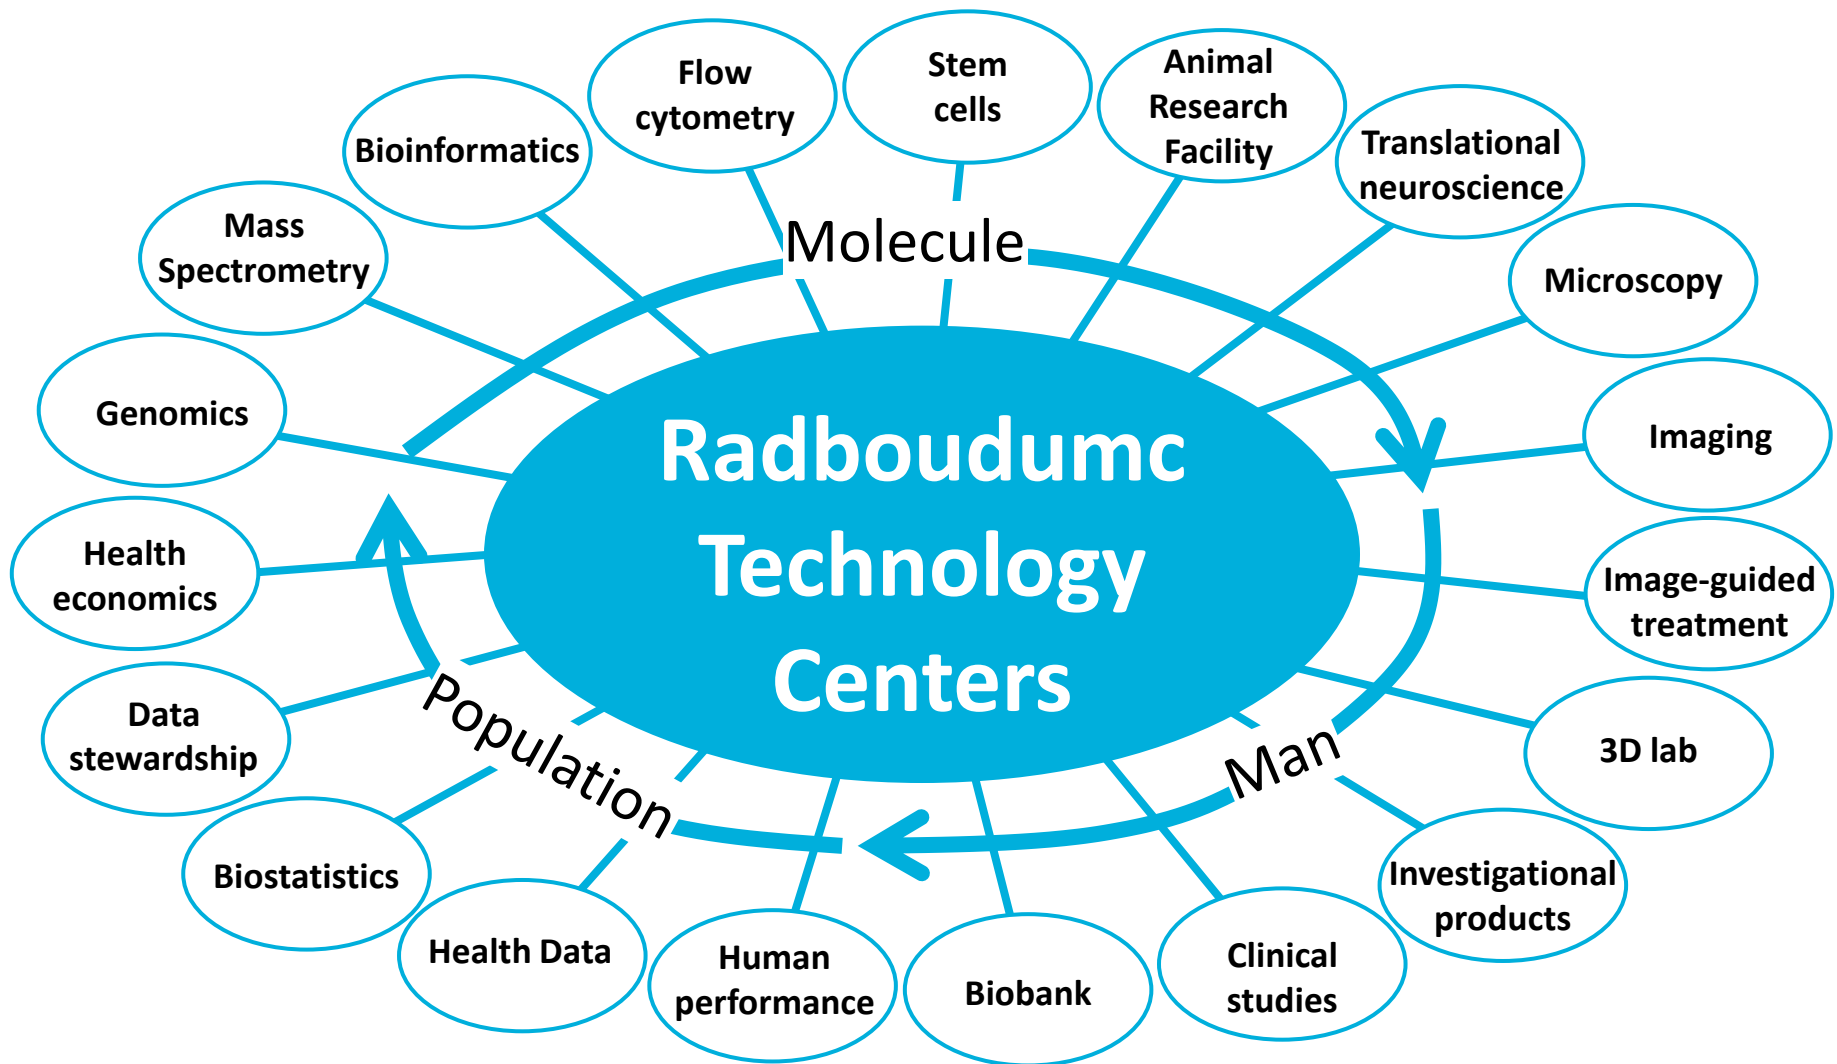 Flow
cytometry
Stem
cells
Animal
Research
Facility
Translational
neuroscience
Microscopy
Imaging
Image-guided
treatment
3D lab
Investigational
products
Clinical
studies
Biobank
Human
performance
Health Data
Biostatistics
Data
stewardship
Health
economics
Genomics
Mass
Spectrometry
Bioinformatics
Molecule
Man
Population
Radboudumc
Technology
Centers